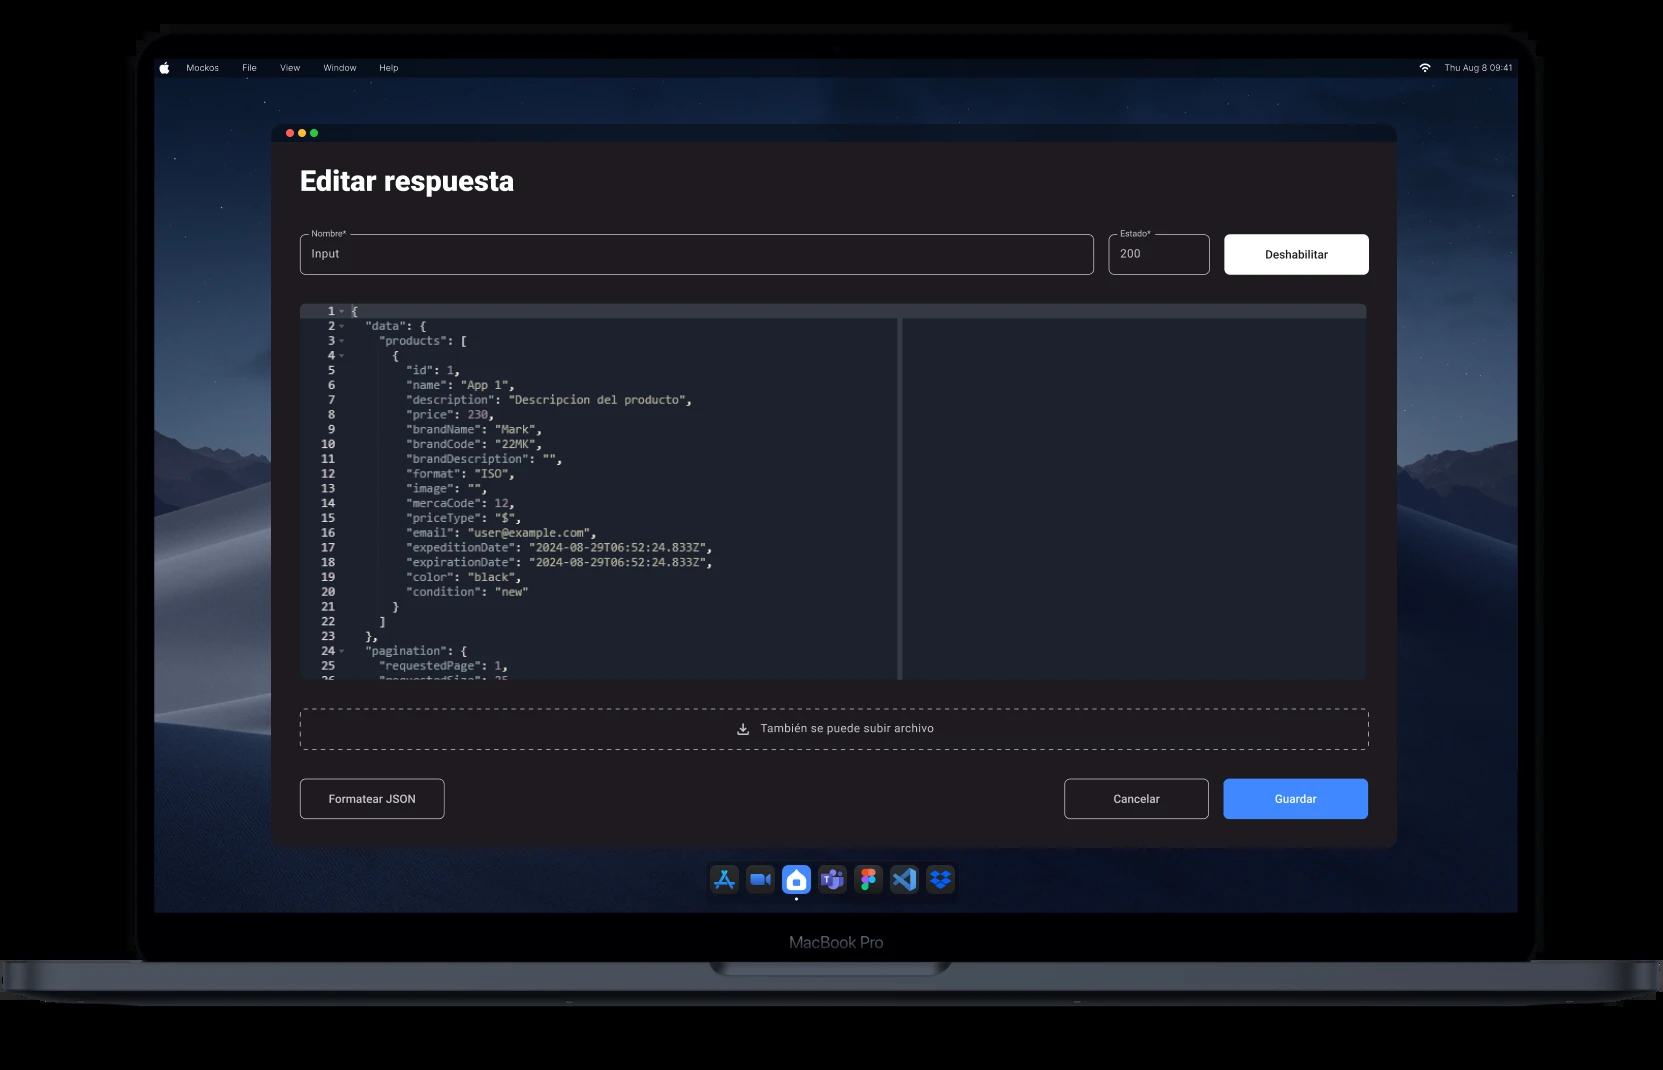 Mockos File View Window Help
Thu Aug 8 09:41
Editar respuesta
Nombre*
Input
Estado*
200
Deshabilitar
1 {
2 "data": {
3 "products": [
4 {
5 "id": 1,
6 "name": "App 1",
7 "description": "Descripcion del producto",
8 "price": 230,
9 "brandName": "Mark",
10 "brandCode": "22MK",
11 "brandDescription": "",
12 "format": "ISO",
13 "image": "",
14 "mercaCode": 12,
15 "priceType": "$",
16 "email": "user@example.com",
17 "expeditionDate": "2024-08-29T06:52:24.833Z",
18 "expirationDate": "2024-08-29T06:52:24.833Z",
19 "color": "black",
20 "condition": "new"
21 }
22 ]
23 },
24 "pagination": {
25 "requestedPage": 1,
26 "requestedSize": 25
También se puede subir archivo
Formatear JSON
Cancelar
Guardar
MacBook Pro